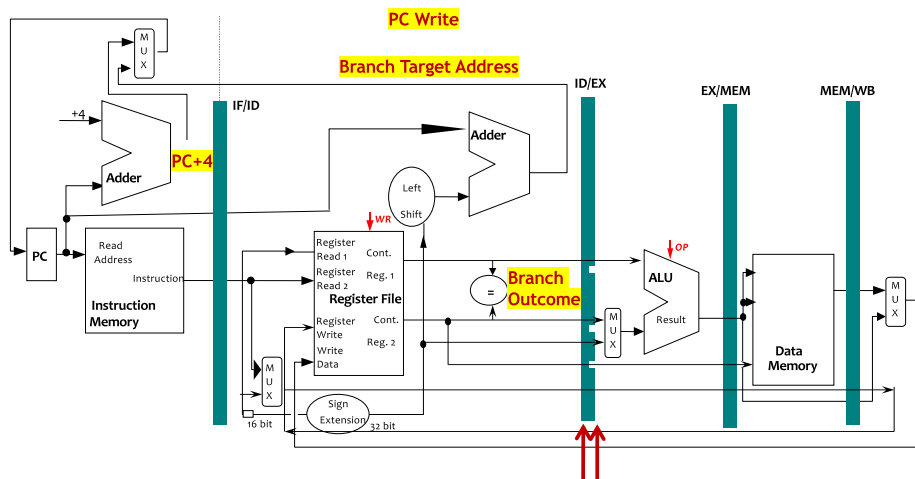 PC Write
M
U
X
Branch Target Address
IF/ID
ID/EX
EX/MEM
MEM/WB
+4
Adder
PC+4
Adder
Left
Shift
WR
OP
PC
Read
Address
Instruction
Instruction
Memory
Register
Read 1
Register
Read 2
Register File
Register
Write
Write
Data
Cont.
Reg. 1
Cont.
Reg. 2
=
Branch
Outcome
M
U
X
ALU
Result
Data
Memory
M
U
X
M
U
X
Sign
Extension
16 bit
32 bit